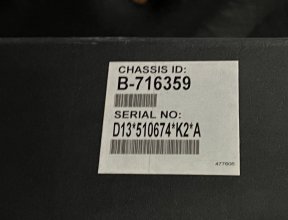 CHASSIS ID:
B-716359
SERIAL NO:
D13*510674*K2*A
477606